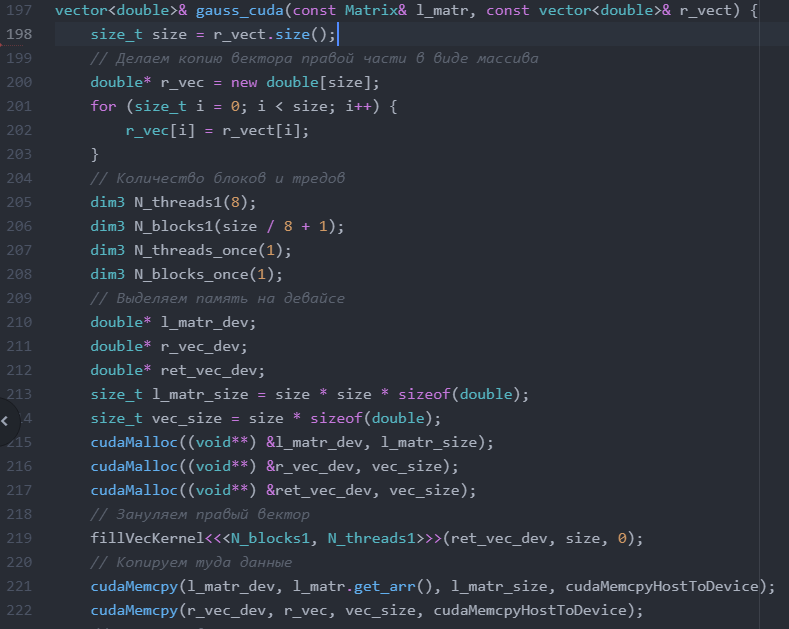 197 vector<double>& gauss_cuda(const Matrix& l_matr, const vector<double>& r_vect) {
198 size_t size = r_vect.size();
199 // Делаем копию вектора правой части в виде массива
200 double* r_vec = new double[size];
201 for (size_t i = 0; i < size; i++) {
202 r_vec[i] = r_vect[i];
203 }
204 // Количество блоков и тредов
205 dim3 N_threads1(8);
206 dim3 N_blocks1(size / 8 + 1);
207 dim3 N_threads_once(1);
208 dim3 N_blocks_once(1);
209 // Выделяем память на девайсе
210 double* l_matr_dev;
211 double* r_vec_dev;
212 double* ret_vec_dev;
213 size_t l_matr_size = size * size * sizeof(double);
4 size_t vec_size = size * sizeof(double);
215 cudaMalloc((void**) &l_matr_dev, l_matr_size);
216 cudaMalloc((void**) &r_vec_dev, vec_size);
217 cudaMalloc((void**) &ret_vec_dev, vec_size);
218 // Зануляем правый вектор
219 fillVecKernel<<<N_blocks1, N_threads1>>>(ret_vec_dev, size, 0);
220 // Копируем туда данные
221 cudaMemcpy(l_matr_dev, l_matr.get_arr(), l_matr_size, cudaMemcpyHostToDevice);
222 cudaMemcpy(r_vec_dev, r_vec, vec_size, cudaMemcpyHostToDevice);